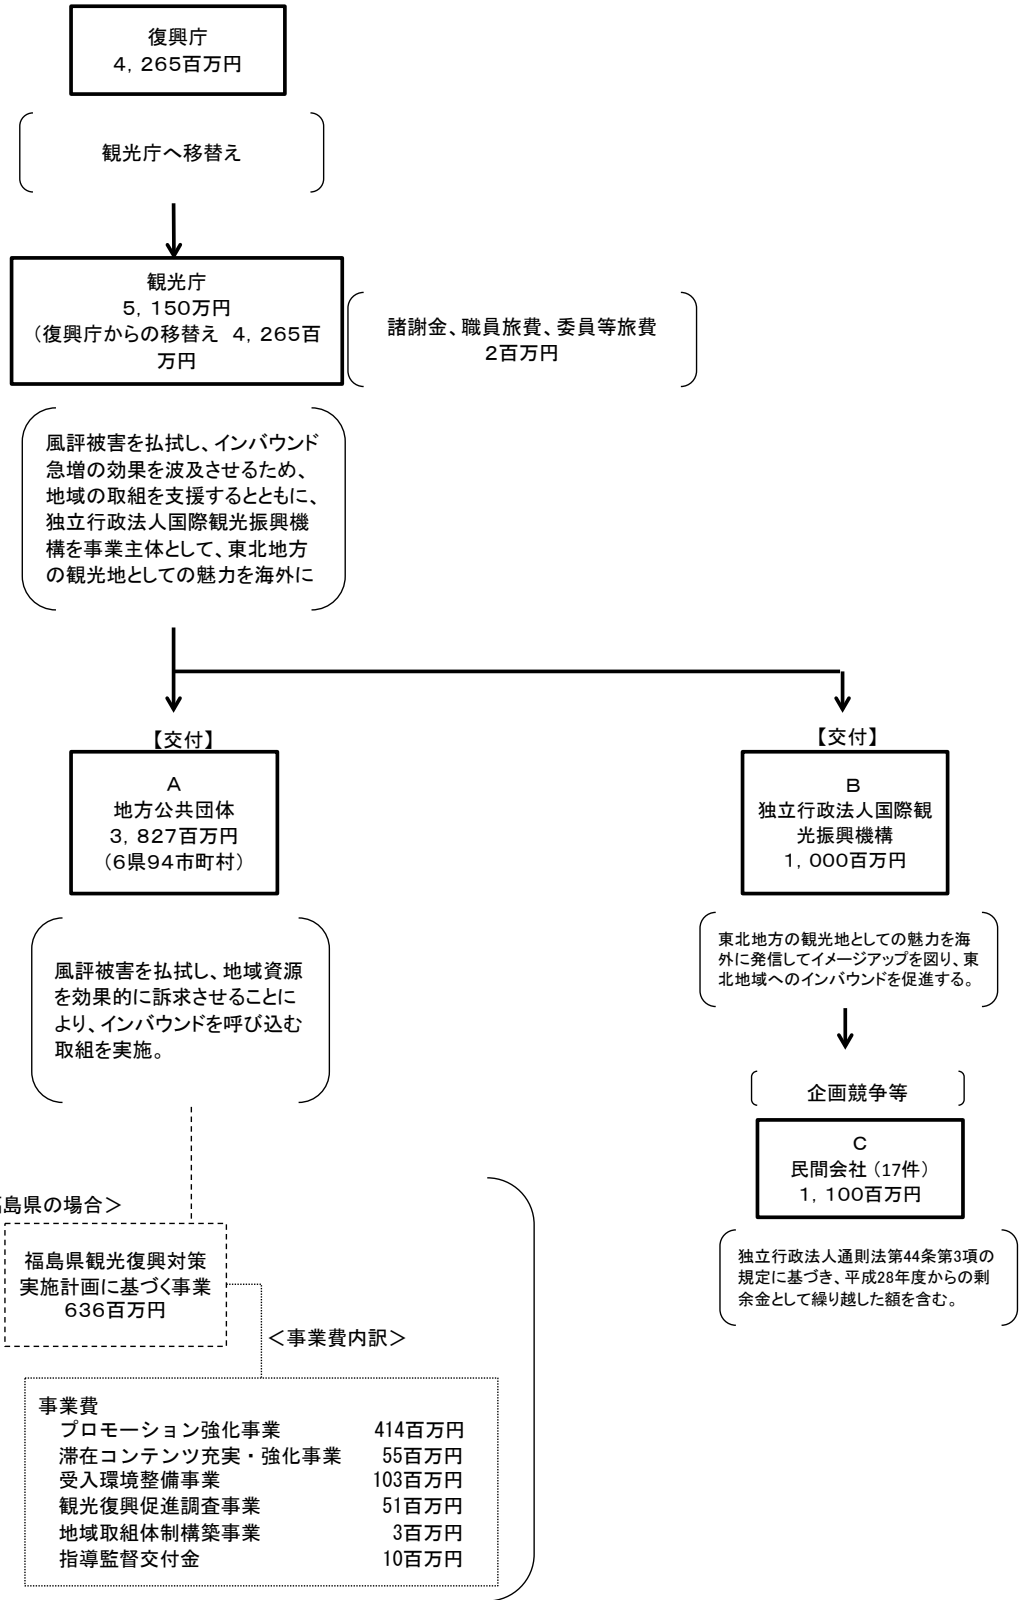 復興庁
4，265百万円
観光庁へ移替え
観光庁
5，150万円
（復興庁からの移替え　4，265百
万円
諸謝金、職員旅費、委員等旅費
2百万円
風評被害を払拭し、インバウンド
急増の効果を波及させるため、
地域の取組を支援するとともに、
独立行政法人国際観光振興機
構を事業主体として、東北地方
の観光地としての魅力を海外に
【交付】
A
地方公共団体
3，827百万円
（6県94市町村）
風評被害を払拭し、地域資源
を効果的に訴求させることに
より、インバウンドを呼び込む
取組を実施。
【交付】
B
独立行政法人国際観
光振興機構
1，000百万円
東北地方の観光地としての魅力を海
外に発信してイメージアップを図り、東
北地域へのインバウンドを促進する。
企画競争等
C
民間会社（17件）
1，100百万円
独立行政法人通則法第44条第3項の
規定に基づき、平成28年度からの剰
余金として繰り越した額を含む。
島県の場合＞
福島県観光復興対策
実施計画に基づく事業
636百万円
＜事業費内訳＞
事業費
プロモーション強化事業　414百万円
滞在コンテンツ充実・強化事業　55百万円
受入環境整備事業　103百万円
観光復興促進調査事業　51百万円
地域取組体制構築事業　3百万円
指導監督交付金　10百万円